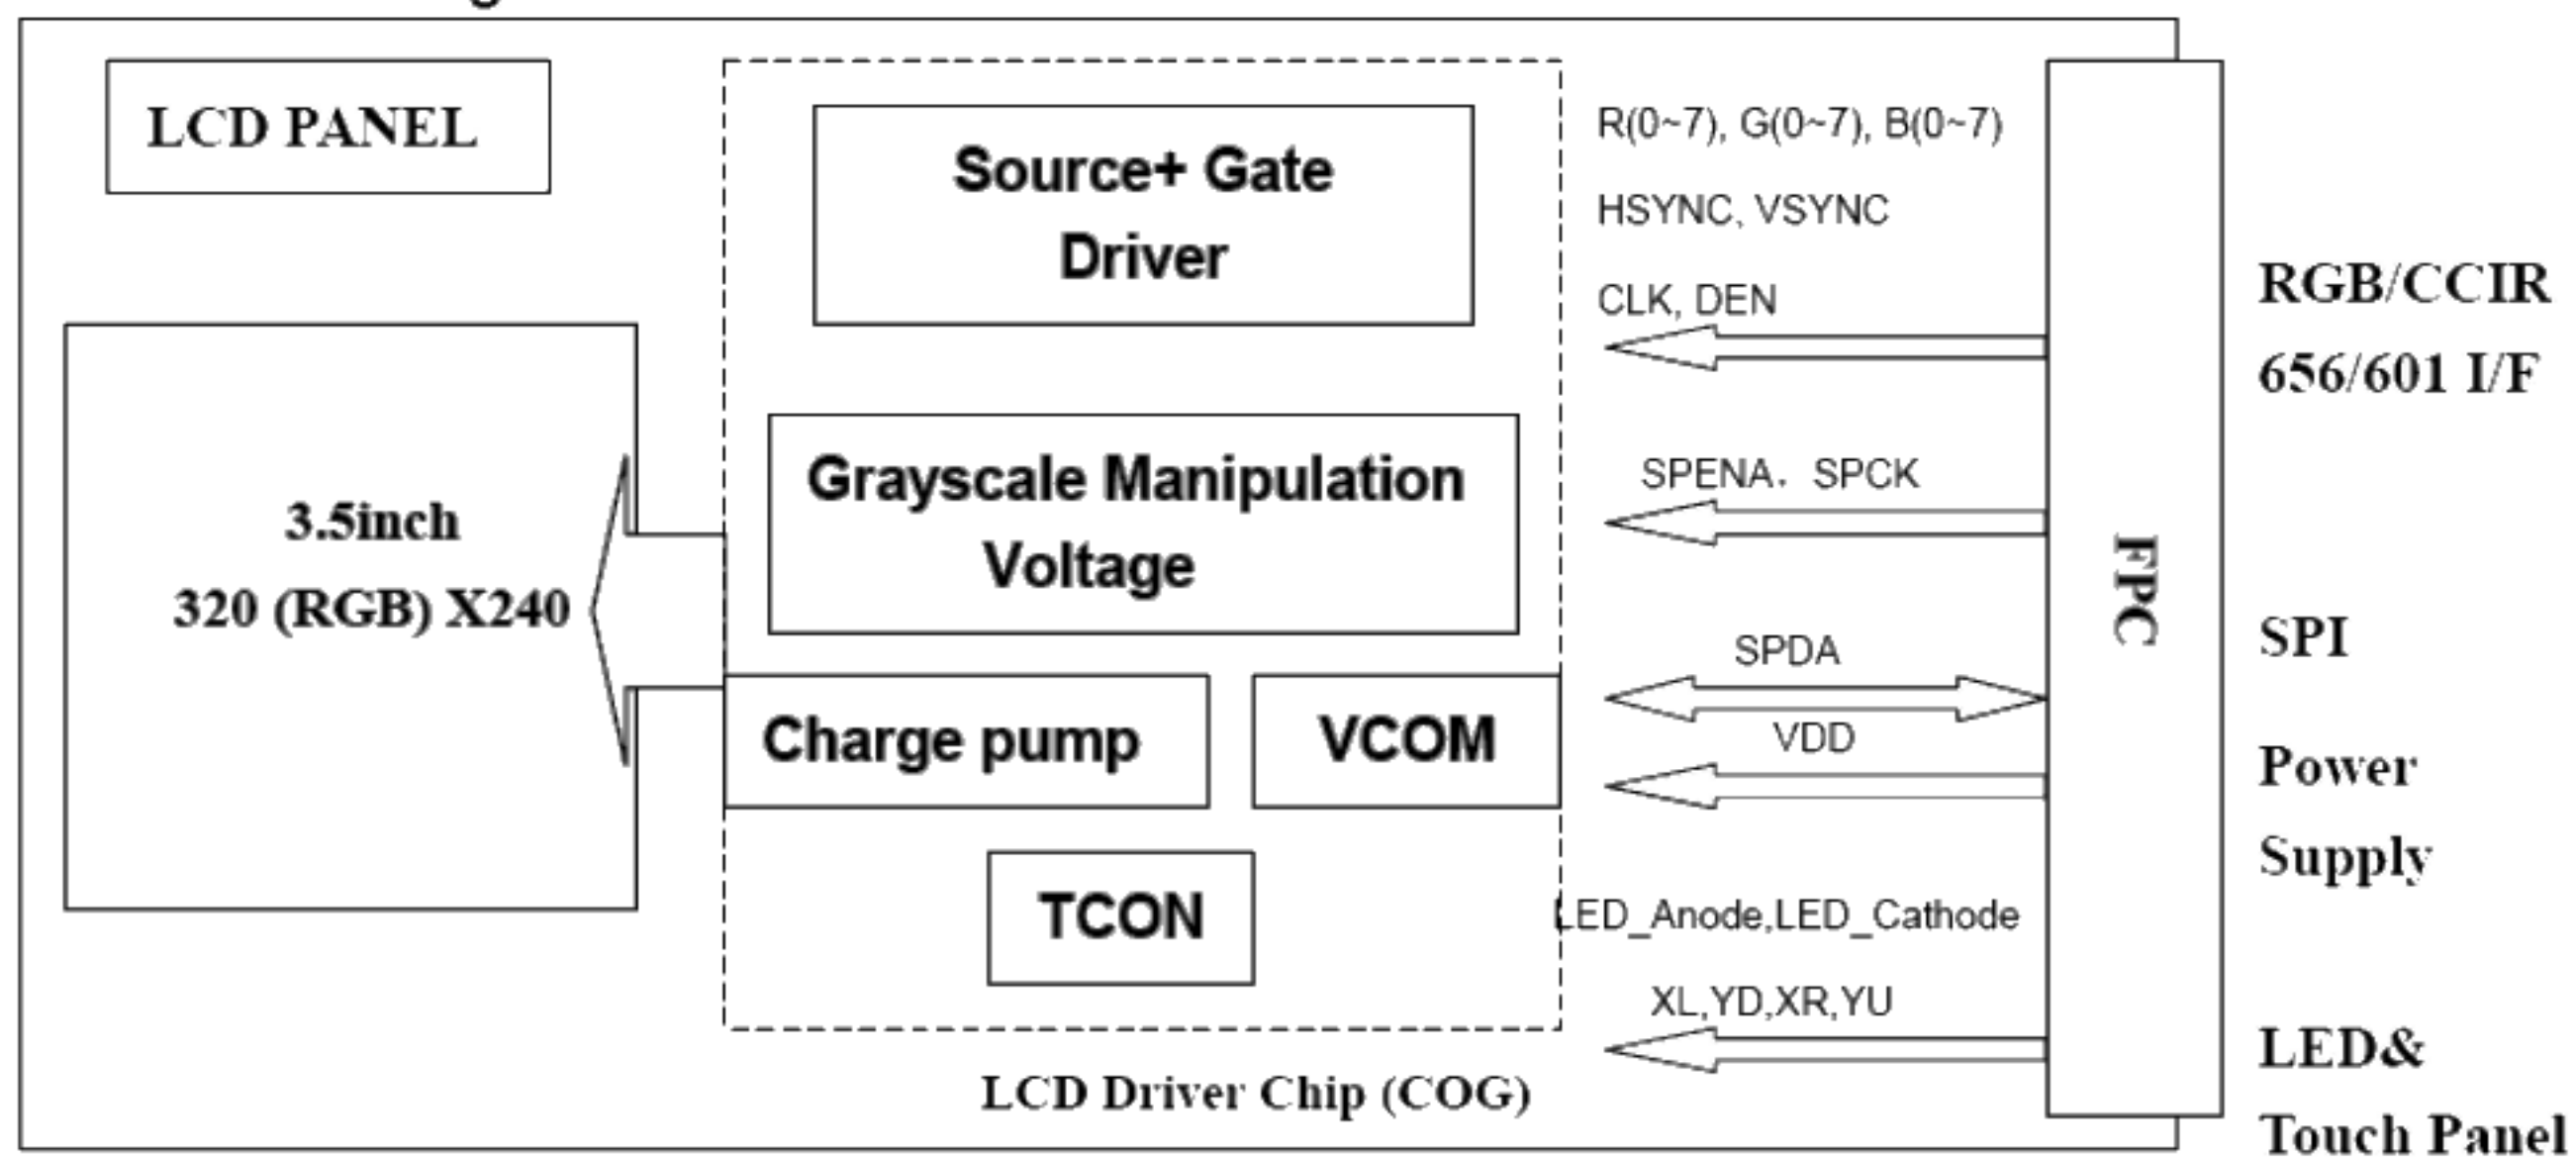 LCD PANEL
3.5inch
320 (RGB) X240
Source+ Gate
Driver
Grayscale Manipulation
Voltage
Charge pump
VCOM
TCON
LCD Driver Chip (COG)
R(0~7), G(0~7), B(0~7)
HSYNC, VSYNC
CLK, DEN
SPENA, SPCK
SPDA
VDD
LED_Anode,LED_Cathode
XL,YD,XR,YU
FPC
RGB/CCIR
656/601 I/F
SPI
Power
Supply
LED&
Touch Panel